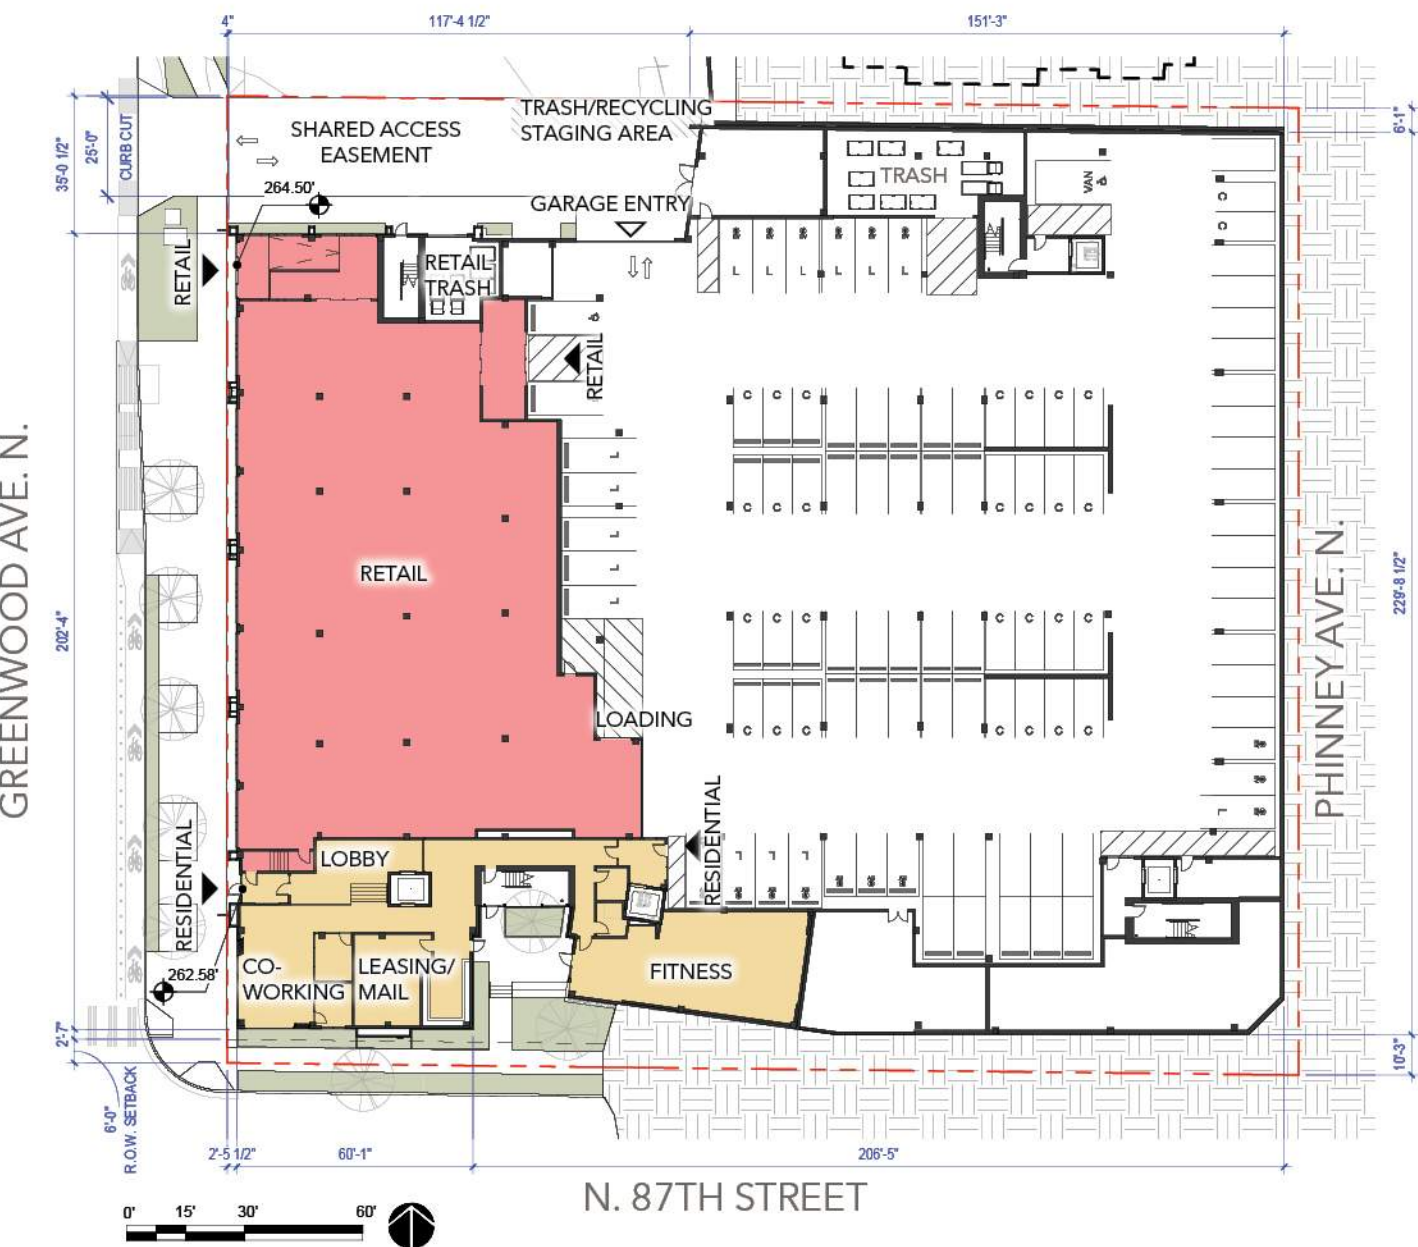 4"
117'-4 1/2"
151'-3"
TRASH/RECYCLING
STAGING AREA
SHARED ACCESS
EASEMENT
6'-1"
35'-0 1/2"
25'-0"
CURB CUT
264.50'
GARAGE ENTRY
TRASH
VAN
RETAIL
RETAIL
TRASH
RETAIL
L L L L L L
C
C
GREENWOOD AVE. N.
C C C C C C C
L
L
L
L
L
C C C C C C C
RETAIL
202'-4"
229'-8 1/2"
PHINNEY AVE. N.
C C C C C C C
LOADING
C C C C C C C
L
RESIDENTIAL
RESIDENTIAL
LOBBY
L L L
262.58'
CO-
WORKING
LEASING/
MAIL
FITNESS
2'-7"
10'-3"
6'-0"
R.O.W. SETBACK
2'-5 1/2"
60'-1"
206'-5"
N. 87TH STREET
0' 15' 30' 60'